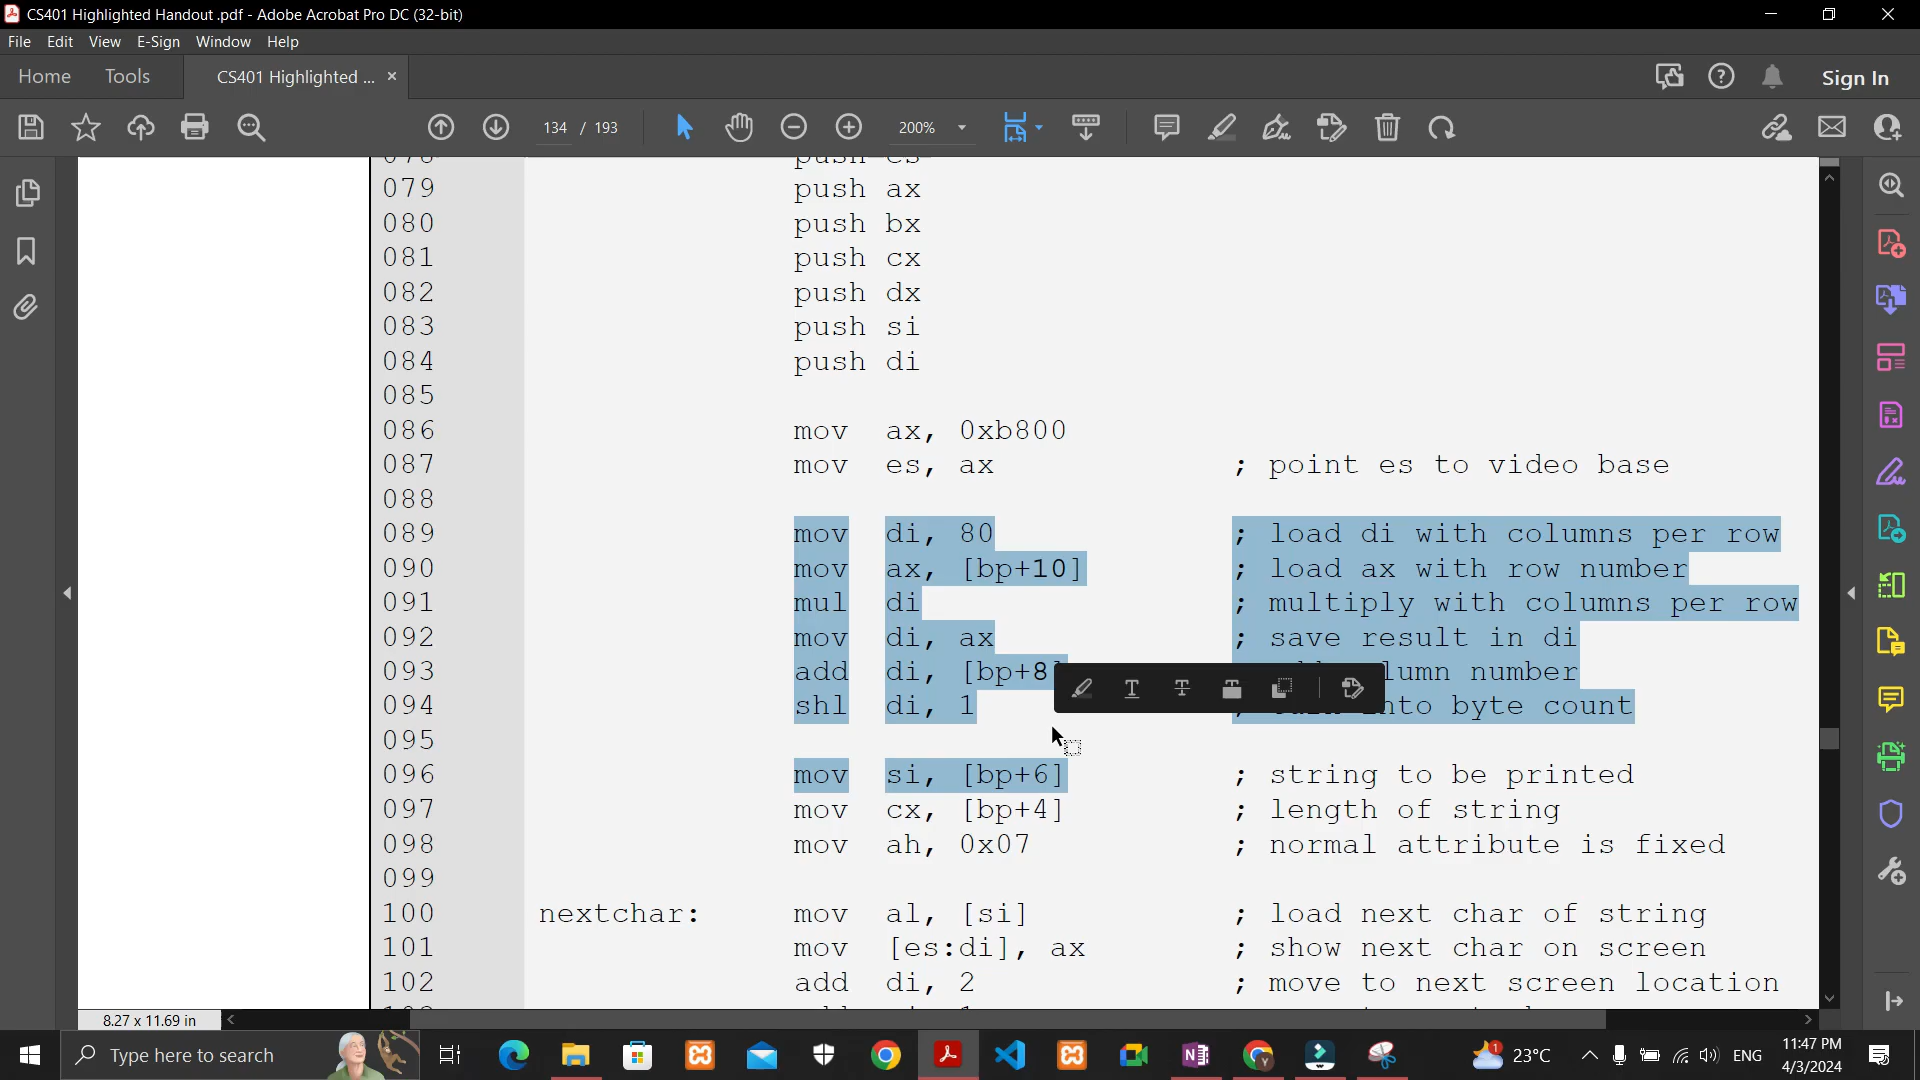 CS401 Highlighted Handout .pdf - Adobe Acrobat Pro DC (32-bit)
File Edit View E-Sign Window Help
Home Tools CS401 Highlighted ... × Sign In
134 / 193 200%
push es
079 push ax
080 push bx
081 push cx
082 push dx
083 push si
084 push di
085
086 mov ax, 0xb800
087 mov es, ax ; point es to video base
088
089 mov di, 80 ; load di with columns per row
090 mov ax, [bp+10] ; load ax with row number
091 mul di ; multiply with columns per row
092 mov di, ax ; save result in di
093 add di, [bp+8 column number
094 shl di, 1 into byte count
095
096 mov si, [bp+6] ; string to be printed
097 mov cx, [bp+4] ; length of string
098 mov ah, 0x07 ; normal attribute is fixed
099
100 nextchar: mov al, [si] ; load next char of string
101 mov [es:di], ax ; show next char on screen
102 add di, 2 ; move to next screen location
8.27 x 11.69 in
Type here to search 23°C ENG 11:47 PM
4/3/2024